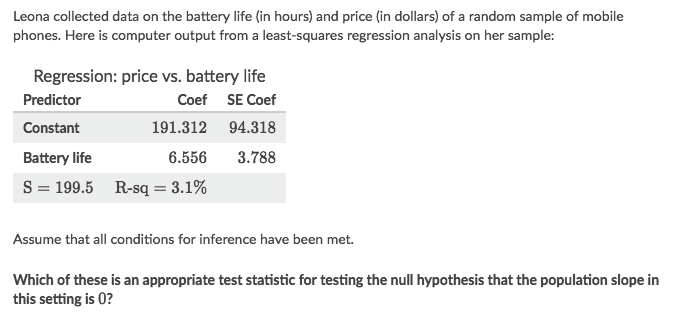 Leona collected data on the battery life (in hours) and price (in dollars) of a random sample of mobile
phones. Here is computer output from a least-squares regression analysis on her sample:
Regression: price vs. battery life
Predictor Coef SE Coef
Constant 191.312 94.318
Battery life 6.556 3.788
S = 199.5 R-sq = 3.1%
Assume that all conditions for inference have been met.
Which of these is an appropriate test statistic for testing the null hypothesis that the population slope in
this setting is 0?